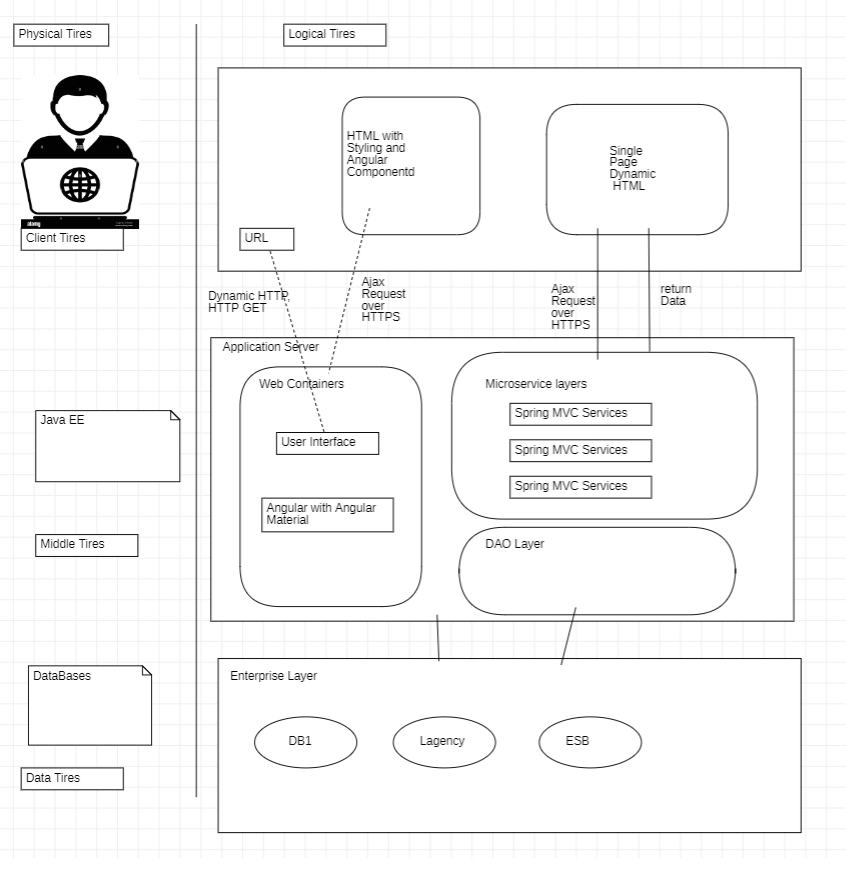 Physical Tires
Logical Tires
HTML with
Styling and
Angular
Componentd
Single
Page
Dynamic
HTML
alamy
Client Tires
URL
Dynamic HTTP,
HTTP GET
Ajax
Request
over
HTTPS
Ajax
Request
over
HTTPS
return
Data
Application Server
Web Containers
Microservice layers
Java EE
Spring MVC Services
User Interface
Spring MVC Services
Spring MVC Services
Angular with Angular
Material
Middle Tires
DAO Layer
DataBases
Enterprise Layer
DB1
Lagency
ESB
Data Tires